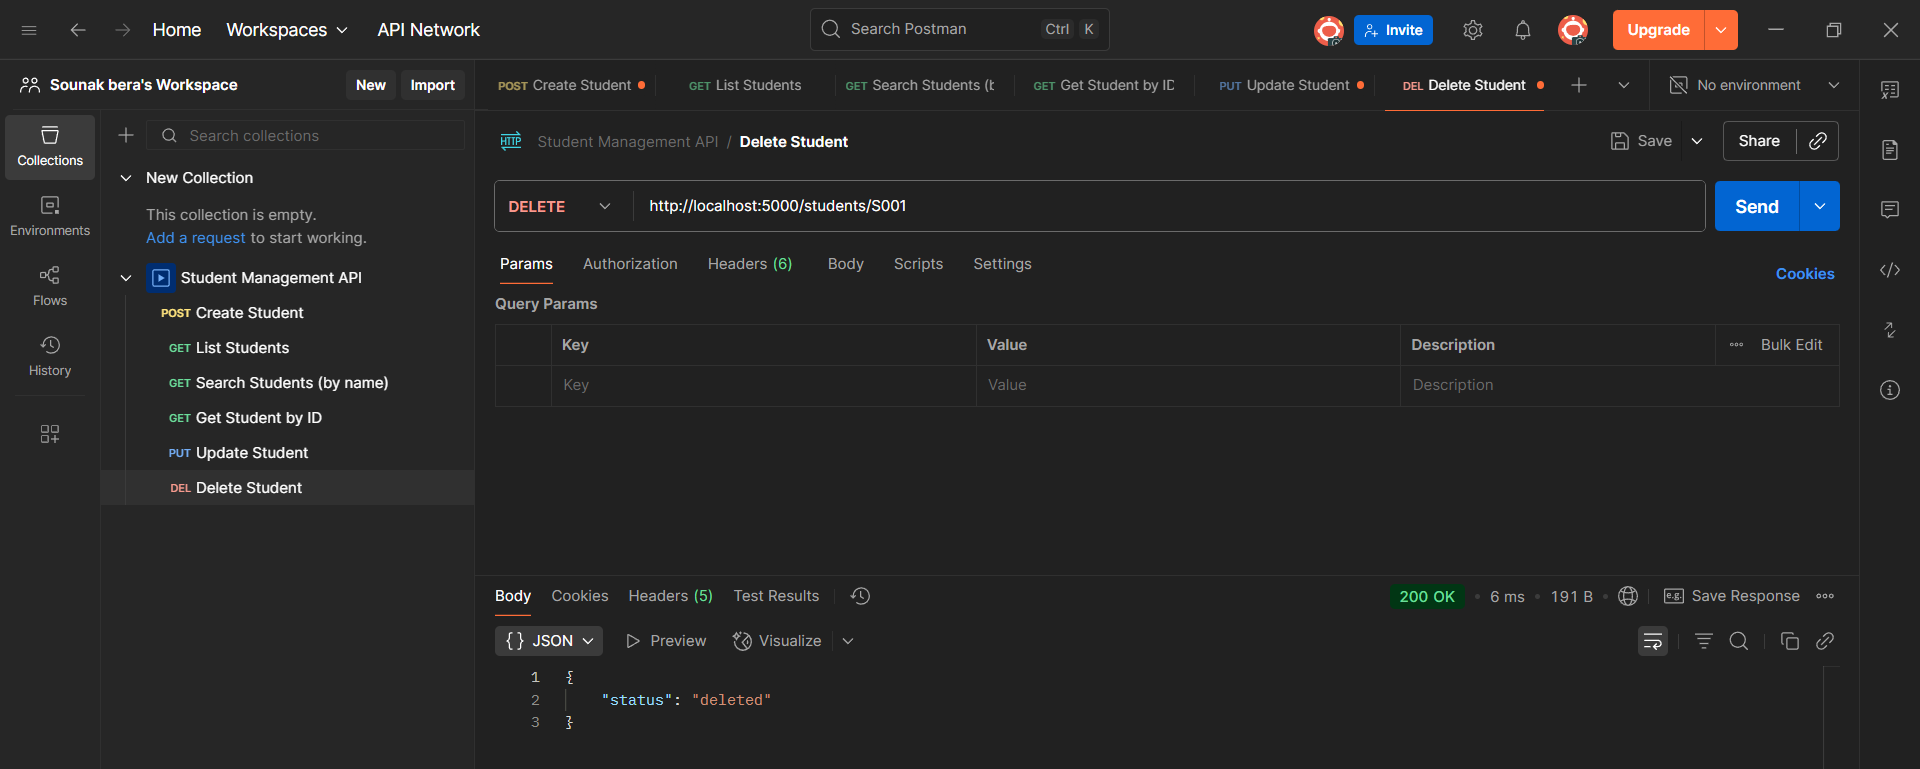 Home Workspaces API Network Search Postman Ctrl K Invite Upgrade
Sounak bera's Workspace New Import
POST Create Student GET List Students GET Search Students (b GET Get Student by ID PUT Update Student DEL Delete Student No environment
Collections
Environments
Flows
History
Search collections
New Collection
This collection is empty.
Add a request to start working.
Student Management API
POST Create Student
GET List Students
GET Search Students (by name)
GET Get Student by ID
PUT Update Student
DEL Delete Student
HTTP Student Management API / Delete Student Save Share
DELETE http://localhost:5000/students/S001 Send
Params Authorization Headers (6) Body Scripts Settings Cookies
Query Params
Key Value Description Bulk Edit
Key Value Description
Body Cookies Headers (5) Test Results 200 OK 6 ms 191 B e.g. Save Response
{} JSON Preview Visualize
1 {
2 "status": "deleted"
3 }